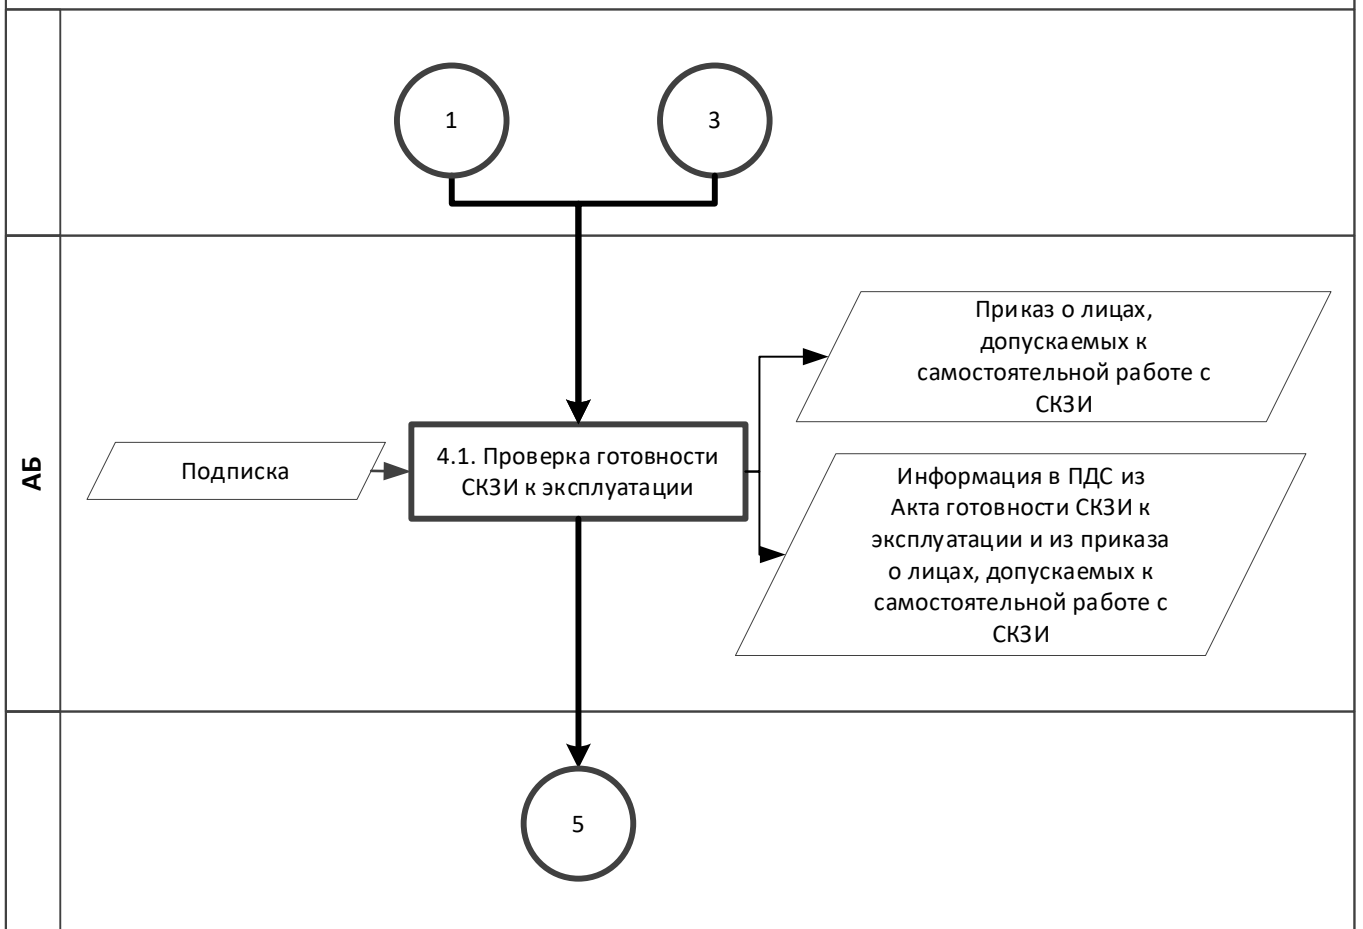 1
3
АБ
Приказ о лицах,
допускаемых к
самостоятельной работе с
СКЗИ
Подписка
4.1. Проверка готовности
СКЗИ к эксплуатации
Информация в ПДС из
Акта готовности СКЗИ к
эксплуатации и из приказа
о лицах, допускаемых к
самостоятельной работе с
СКЗИ
5